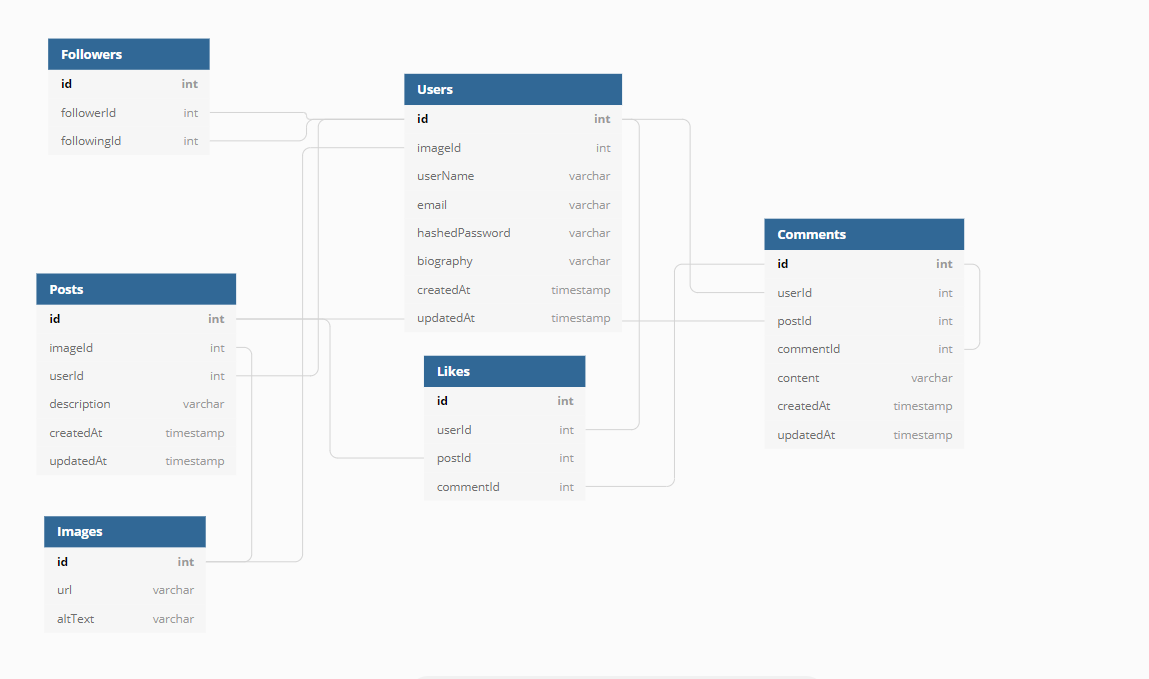 Followers
id int
followerId int
followingId int
Users
id int
imageId int
userName varchar
email varchar
hashedPassword varchar
biography varchar
createdAt timestamp
updatedAt timestamp
Comments
id int
userId int
postId int
commentId int
content varchar
createdAt timestamp
updatedAt timestamp
Posts
id int
imageId int
userId int
description varchar
createdAt timestamp
updatedAt timestamp
Likes
id int
userId int
postId int
commentId int
Images
id int
url varchar
altText varchar